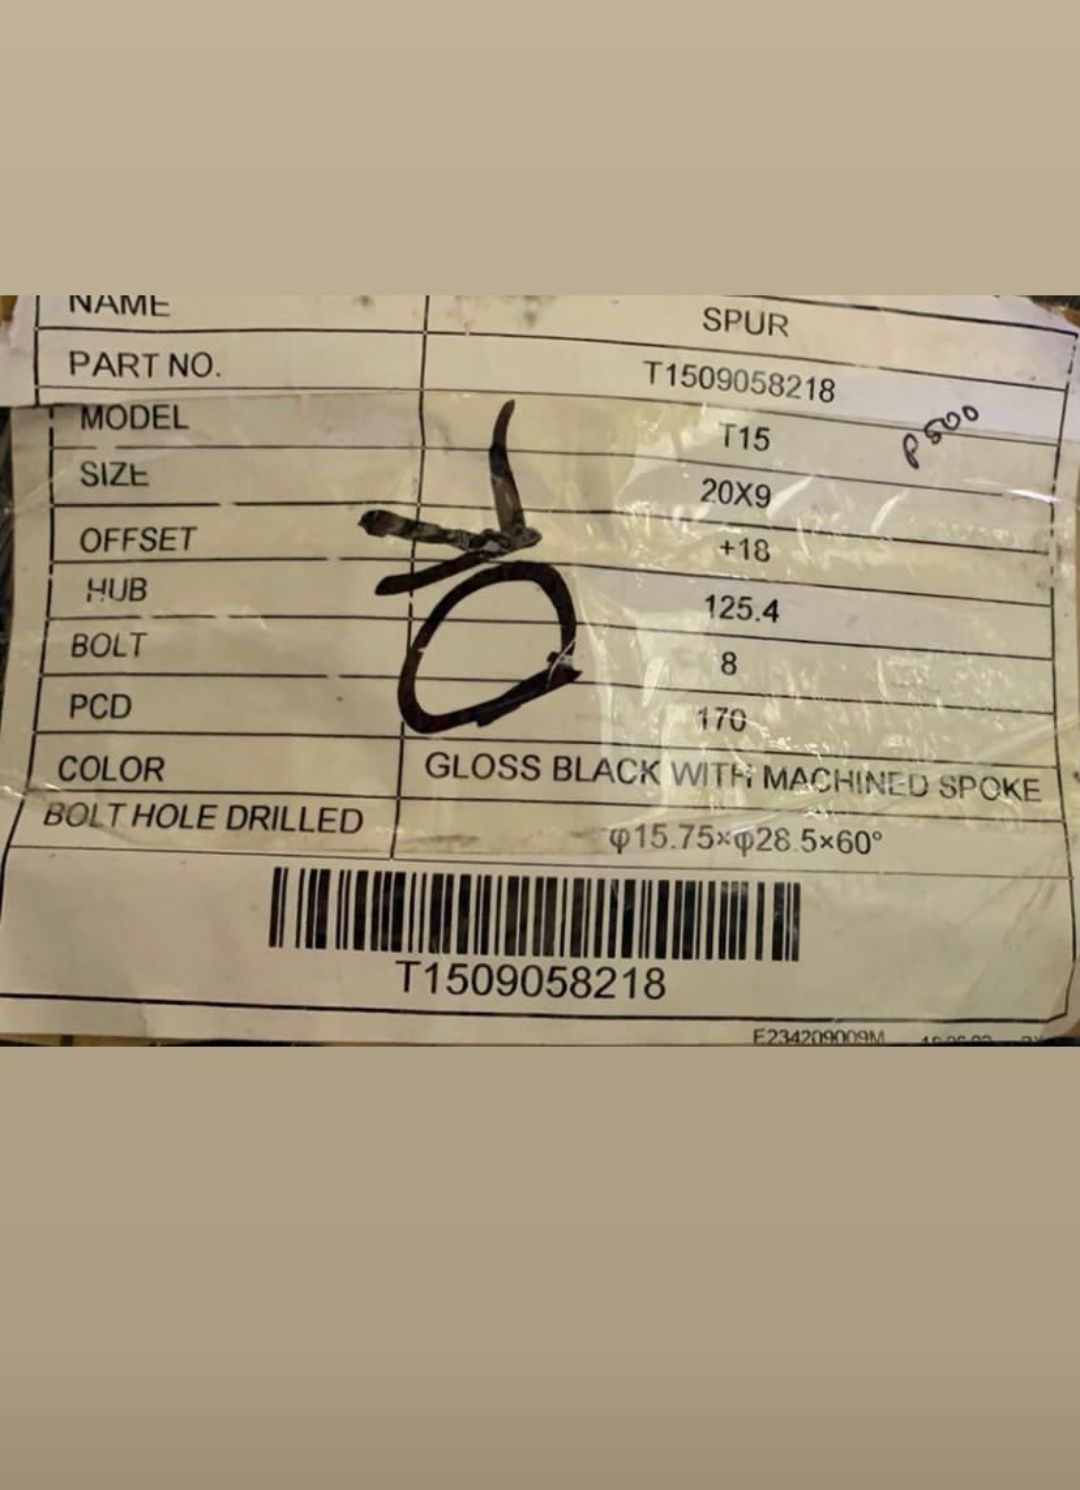 NAME SPUR
PART NO. T1509058218
MODEL T15
P500
SIZE 20X9
OFFSET +18
HUB 125.4
BOLT 8
PCD 170
COLOR GLOSS BLACK WITH MACHINED SPOKE
BOLT HOLE DRILLED φ15.75×φ28.5×60°
T1509058218
E234209009M